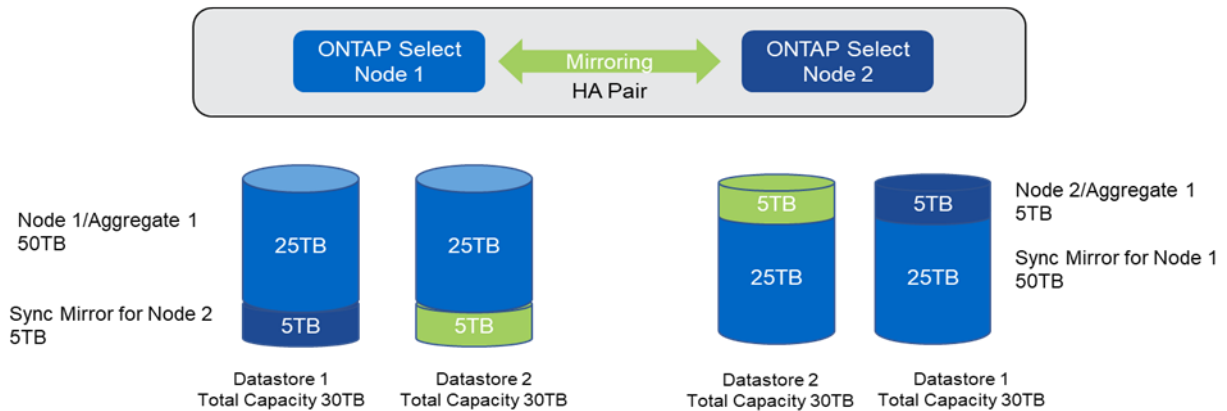 ONTAP Select
Node 1
Mirroring
HA Pair
ONTAP Select
Node 2
Node 1/Aggregate 1
50TB
Sync Mirror for Node 2
5TB
25TB
5TB
25TB
5TB
5TB
25TB
5TB
25TB
Node 2/Aggregate 1
5TB
Sync Mirror for Node 1
50TB
Datastore 1
Total Capacity 30TB
Datastore 2
Total Capacity 30TB
Datastore 2
Total Capacity 30TB
Datastore 1
Total Capacity 30TB